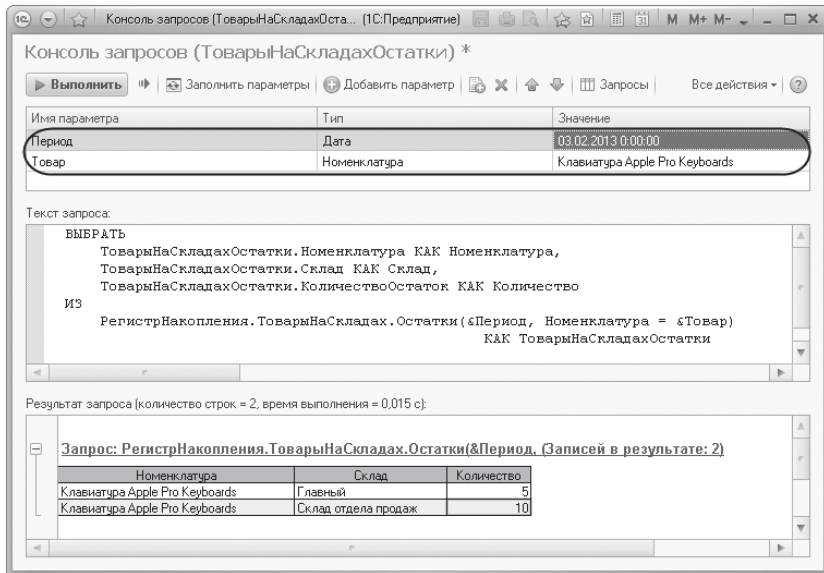 1С Консоль запросов (ТоварыНаСкладахОста... (1С:Предприятие) 31 M M+ M-
Консоль запросов (ТоварыНаСкладахОстатки) *
Выполнить Заполнить параметры Добавить параметр Запросы Все действия ?
Имя параметра Тип Значение
Период Дата 03.02.2013 0:00:00
Товар Номенклатура Клавиатура Apple Pro Keyboards
Текст запроса:
ВЫБРАТЬ
ТоварыНаСкладахОстатки.Номенклатура КАК Номенклатура,
ТоварыНаСкладахОстатки.Склад КАК Склад,
ТоварыНаСкладахОстатки.КоличествоОстаток КАК Количество
ИЗ
РегистрНакопления.ТоварыНаСкладах.Остатки(&Период, Номенклатура = &Товар)
КАК ТоварыНаСкладахОстатки
Результат запроса (количество строк = 2, время выполнения = 0,015 с):
Запрос: РегистрНакопления.ТоварыНаСкладах.Остатки(&Период, (Записей в результате: 2)
Номенклатура Склад Количество
Клавиатура Apple Pro Keyboards Главный 5
Клавиатура Apple Pro Keyboards Склад отдела продаж 10